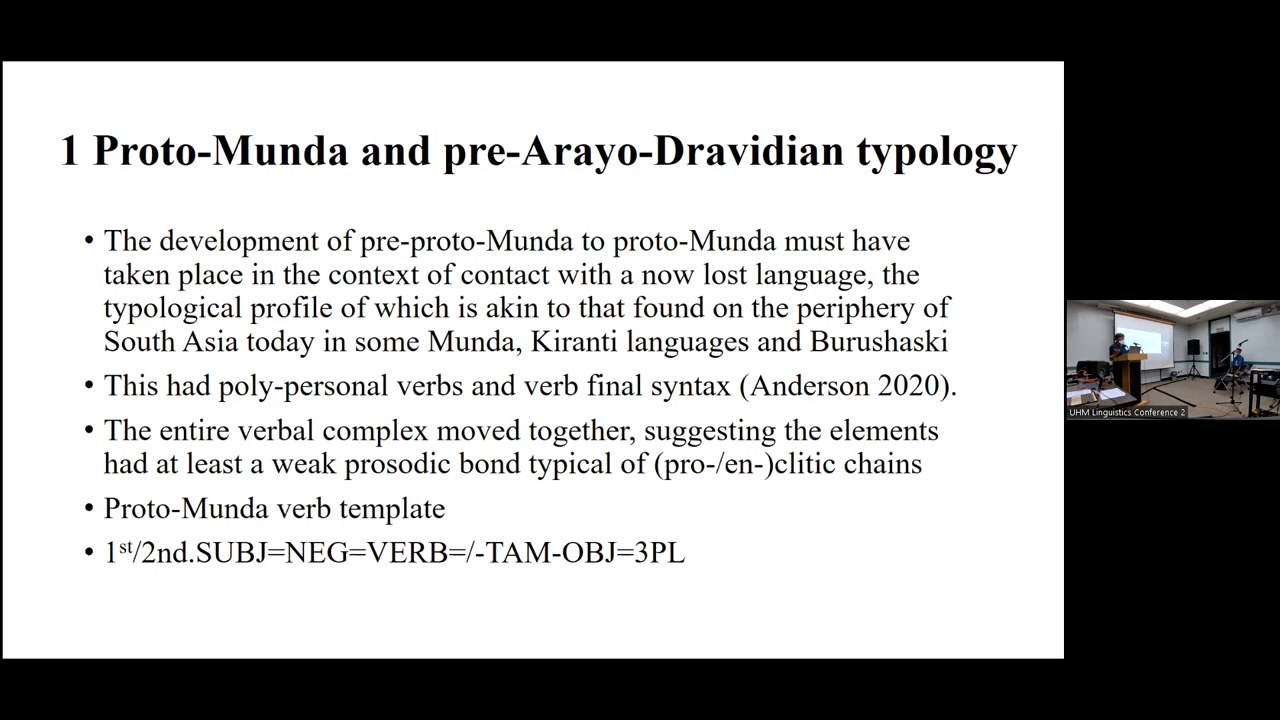 1 Proto-Munda and pre-Arayo-Dravidian typology
• The development of pre-proto-Munda to proto-Munda must have
taken place in the context of contact with a now lost language, the
typological profile of which is akin to that found on the periphery of
South Asia today in some Munda, Kiranti languages and Burushaski
• This had poly-personal verbs and verb final syntax (Anderson 2020).
• The entire verbal complex moved together, suggesting the elements
had at least a weak prosodic bond typical of (pro-/en-)clitic chains
• Proto-Munda verb template
• 1st/2nd.SUBJ=NEG=VERB=/-TAM-OBJ=3PL
UHM Linguistics Conference 2